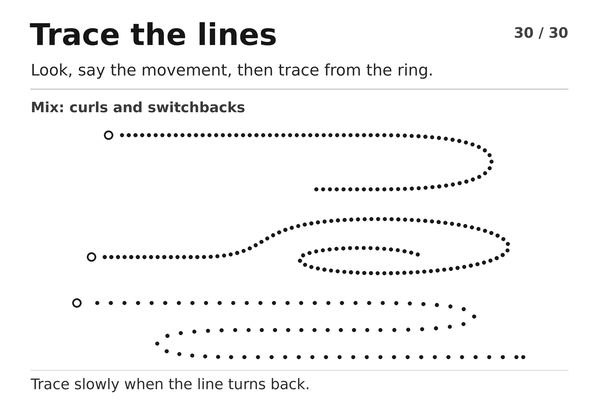 Trace the lines
30 / 30
Look, say the movement, then trace from the ring.
Mix: curls and switchbacks
Trace slowly when the line turns back.